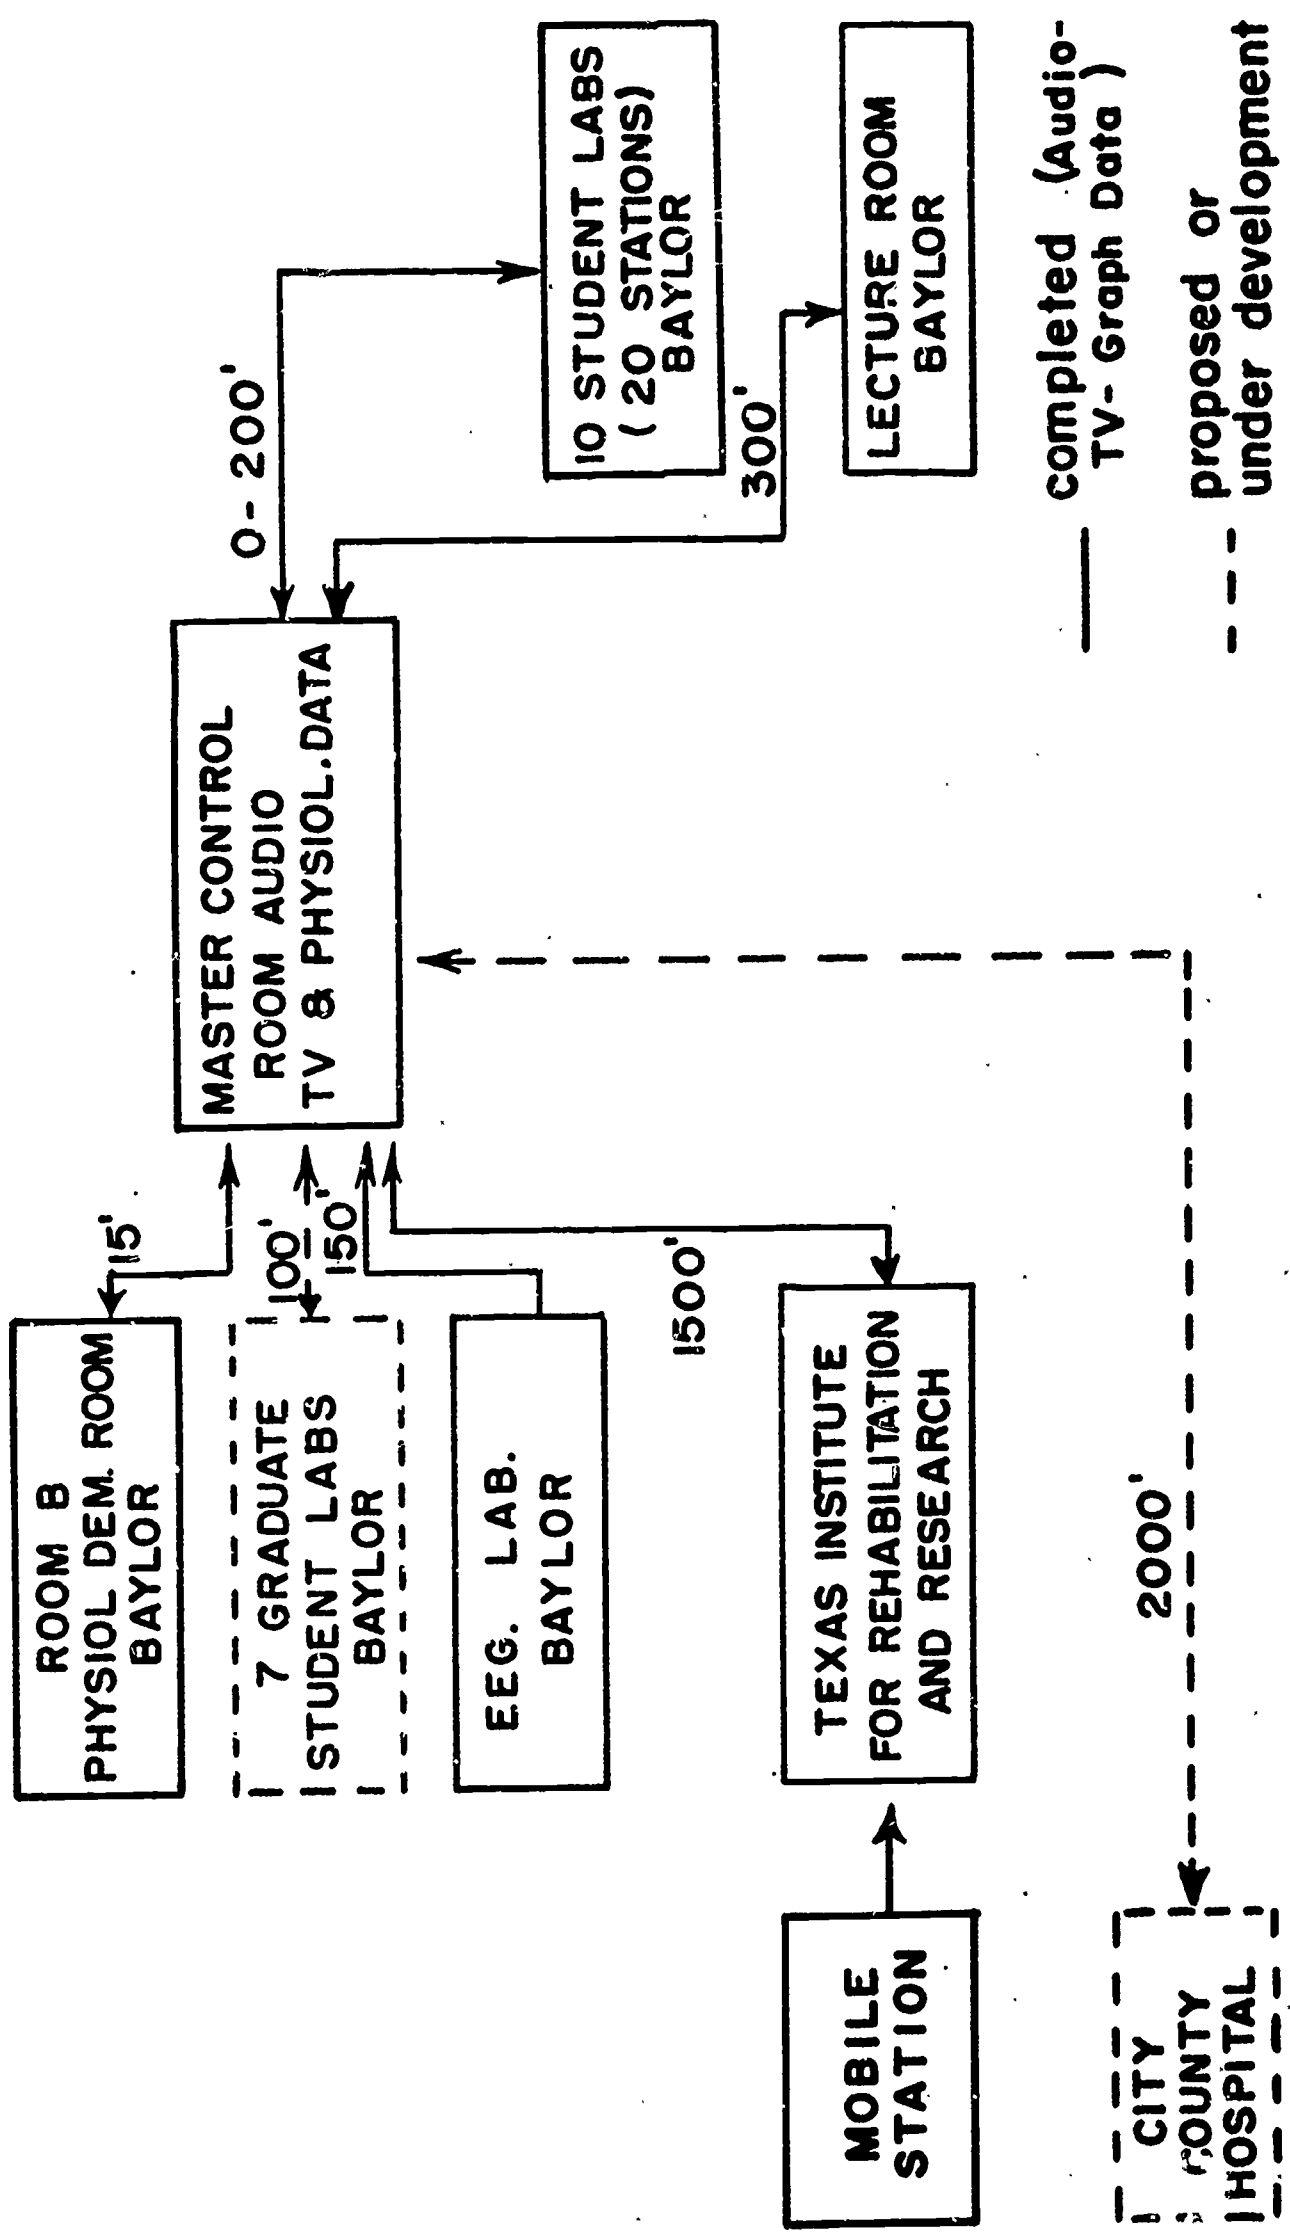 ROOM B
PHYSIOL DEM. ROOM
BAYLOR
15'
7 GRADUATE
STUDENT LABS
BAYLOR
100'
150'
E.EG. LAB.
BAYLOR
1500'
MASTER CONTROL
ROOM AUDIO
TV & PHYSIOL.DATA
0-200'
10 STUDENT LABS
(20 STATIONS)
BAYLOR
300'
LECTURE ROOM
BAYLOR
MOBILE
STATION
TEXAS INSTITUTE
FOR REHABILITATION
AND RESEARCH
CITY
COUNTY
HOSPITAL
2000'
completed (Audio-
TV- Graph Data )
proposed or
under development